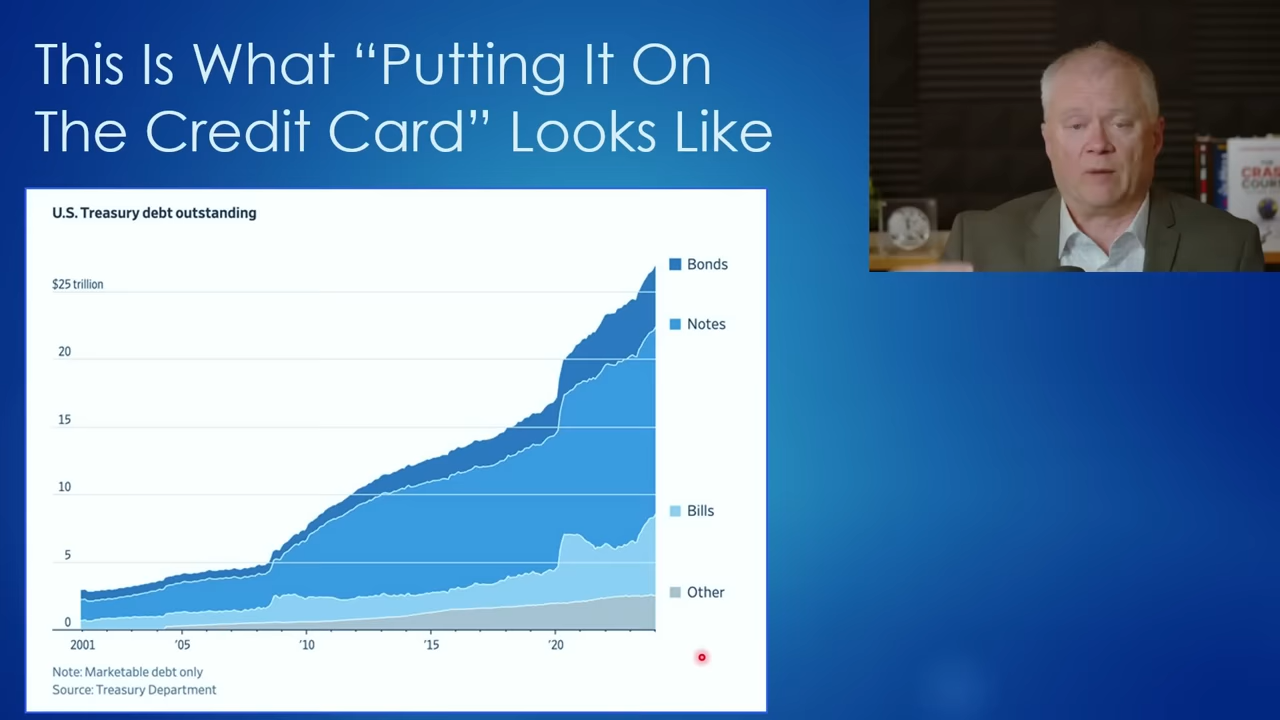 This Is What “Putting It On
The Credit Card” Looks Like
U.S. Treasury debt outstanding
$25 trillion
20
15
10
5
0
2001
’05
’10
’15
’20
Bonds
Notes
Bills
Other
Note: Marketable debt only
Source: Treasury Department